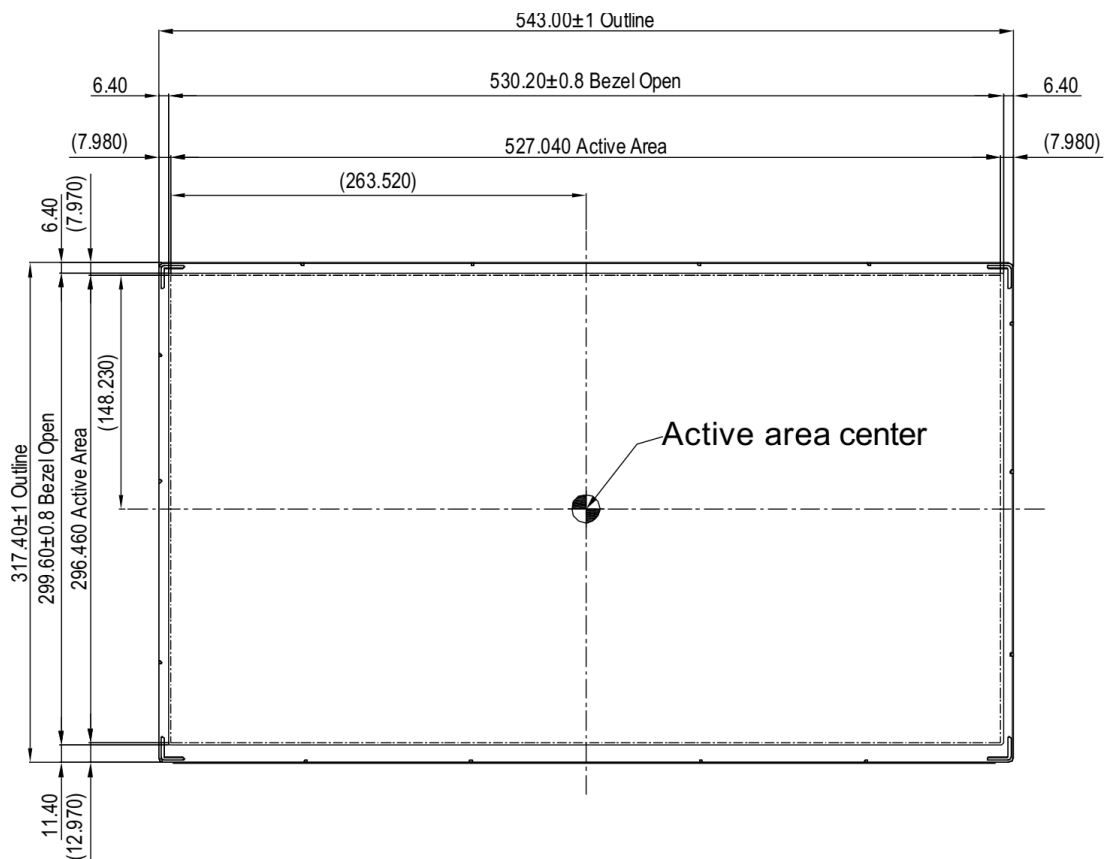 543.00±1 Outline
6.40
530.20±0.8 Bezel Open
6.40
(7.980)
527.040 Active Area
(7.980)
(263.520)
6.40
(7.970)
317.40±1 Outline
299.60±0.8 Bezel Open
296.460 Active Area
(148.230)
Active area center
11.40
(12.970)